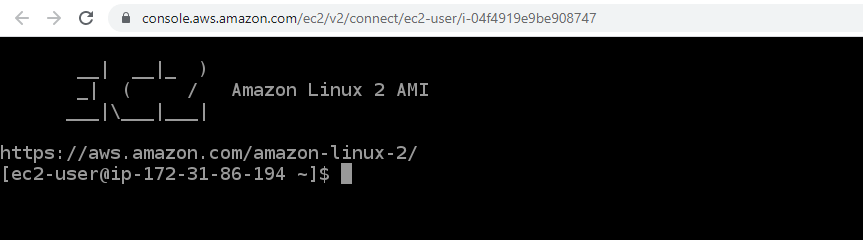 console.aws.amazon.com/ec2/v2/connect/ec2-user/i-04f4919e9be908747
       __|  __|_  )
       _|  (     /   Amazon Linux 2 AMI
      ___|\___|___|
https://aws.amazon.com/amazon-linux-2/
[ec2-user@ip-172-31-86-194 ~]$